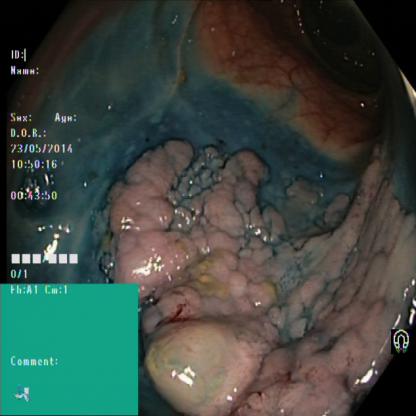 ID:
Name:
Sex: Age:
D.O.B.:
23/05/2014
10:50:16
00:43:50
0/1
Eh:A1 Cm:1
Comment: